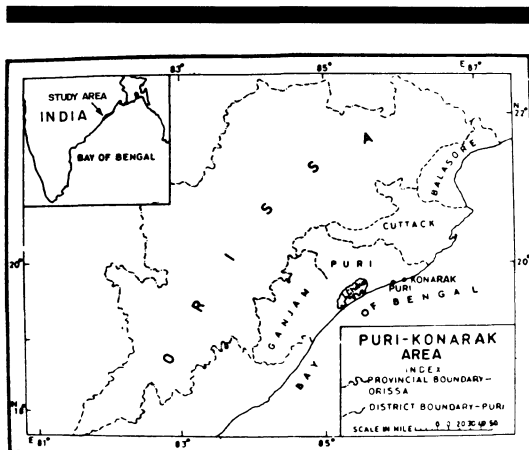 83° 85° E 87°
STUDY AREA
INDIA
BAY OF BENGAL
N
22°
ORISSA
BALASORE
CUTTACK
PURI
20° 20°
KONARAK
PURI
GANJAM
BAY OF BENGAL
PURI-KONARAK
AREA
INDEX
PROVINCIAL BOUNDARY-
ORISSA
DISTRICT BOUNDARY-PURI
SCALE IN MILE
N
18°
E 81° 83° 85°